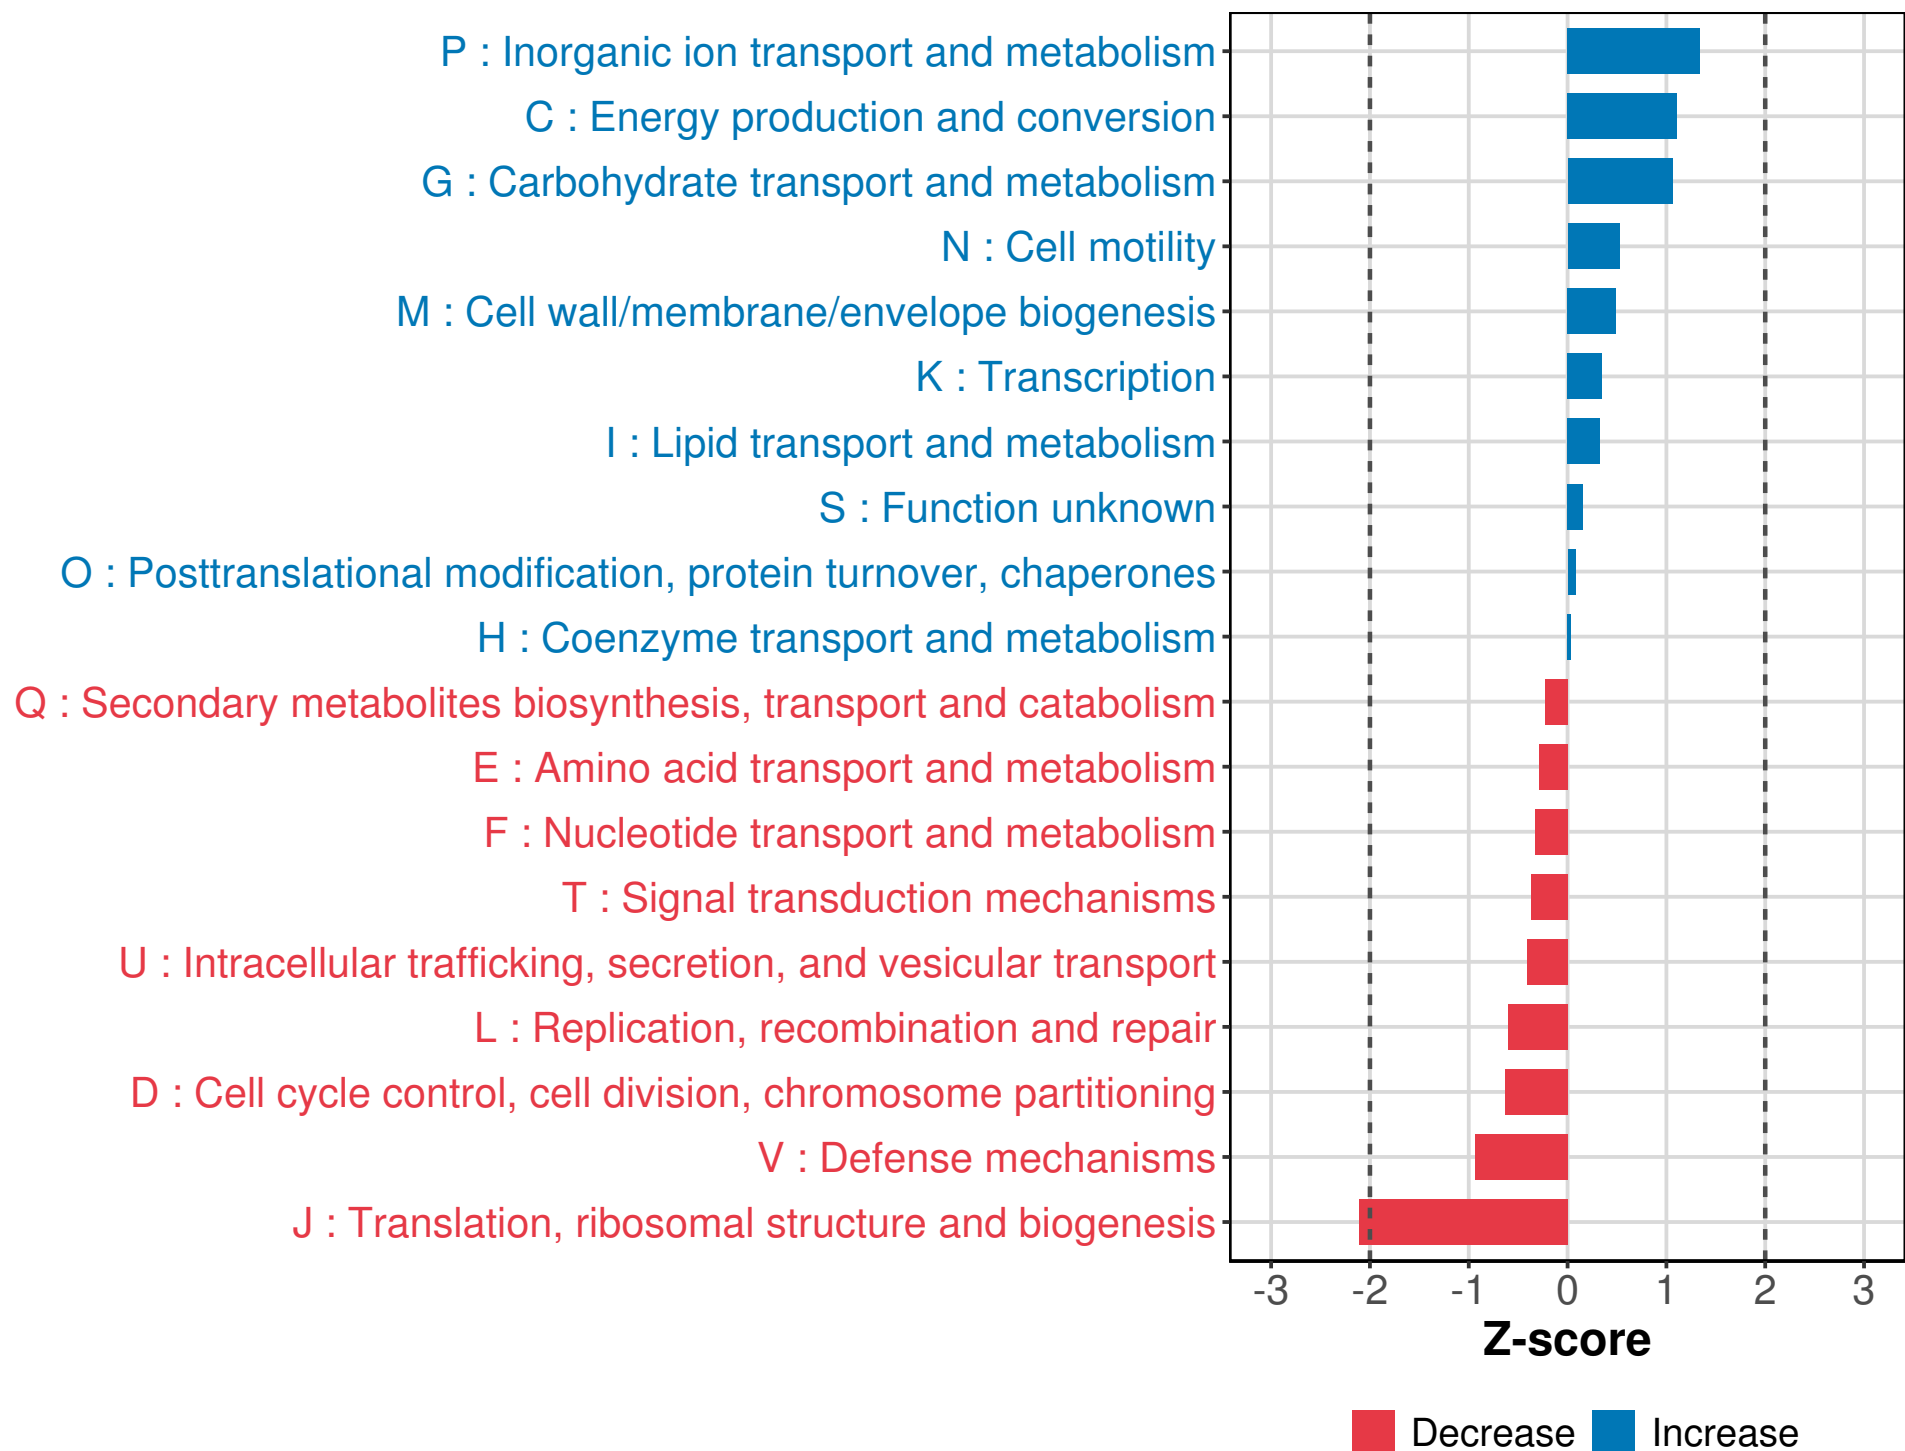 P : Inorganic ion transport and metabolism
C : Energy production and conversion
G : Carbohydrate transport and metabolism
N : Cell motility
M : Cell wall/membrane/envelope biogenesis
K : Transcription
I : Lipid transport and metabolism
S : Function unknown
O : Posttranslational modification, protein turnover, chaperones
H : Coenzyme transport and metabolism
Q : Secondary metabolites biosynthesis, transport and catabolism
E : Amino acid transport and metabolism
F : Nucleotide transport and metabolism
T : Signal transduction mechanisms
U : Intracellular trafficking, secretion, and vesicular transport
L : Replication, recombination and repair
D : Cell cycle control, cell division, chromosome partitioning
V : Defense mechanisms
J : Translation, ribosomal structure and biogenesis
-3 -2 -1 0 1 2 3
Z-score
Decrease Increase